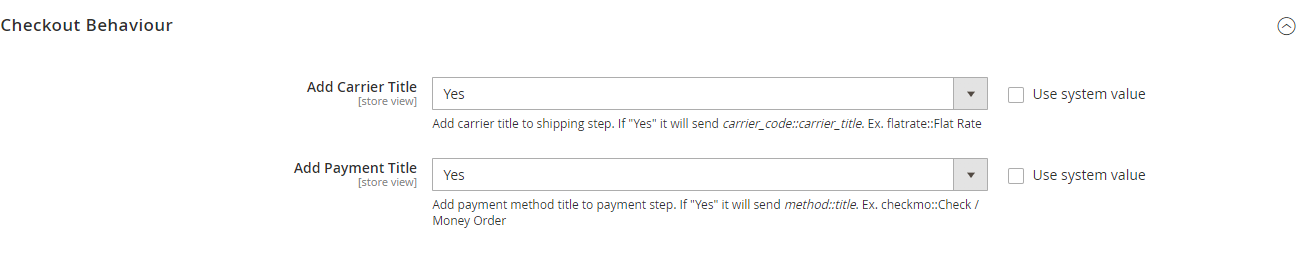 Checkout Behaviour
Add Carrier Title
[store view]
Yes
Use system value
Add carrier title to shipping step. If "Yes" it will send carrier_code::carrier_title. Ex. flatrate::Flat Rate
Add Payment Title
[store view]
Yes
Use system value
Add payment method title to payment step. If "Yes" it will send method::title. Ex. checkmo::Check /
Money Order